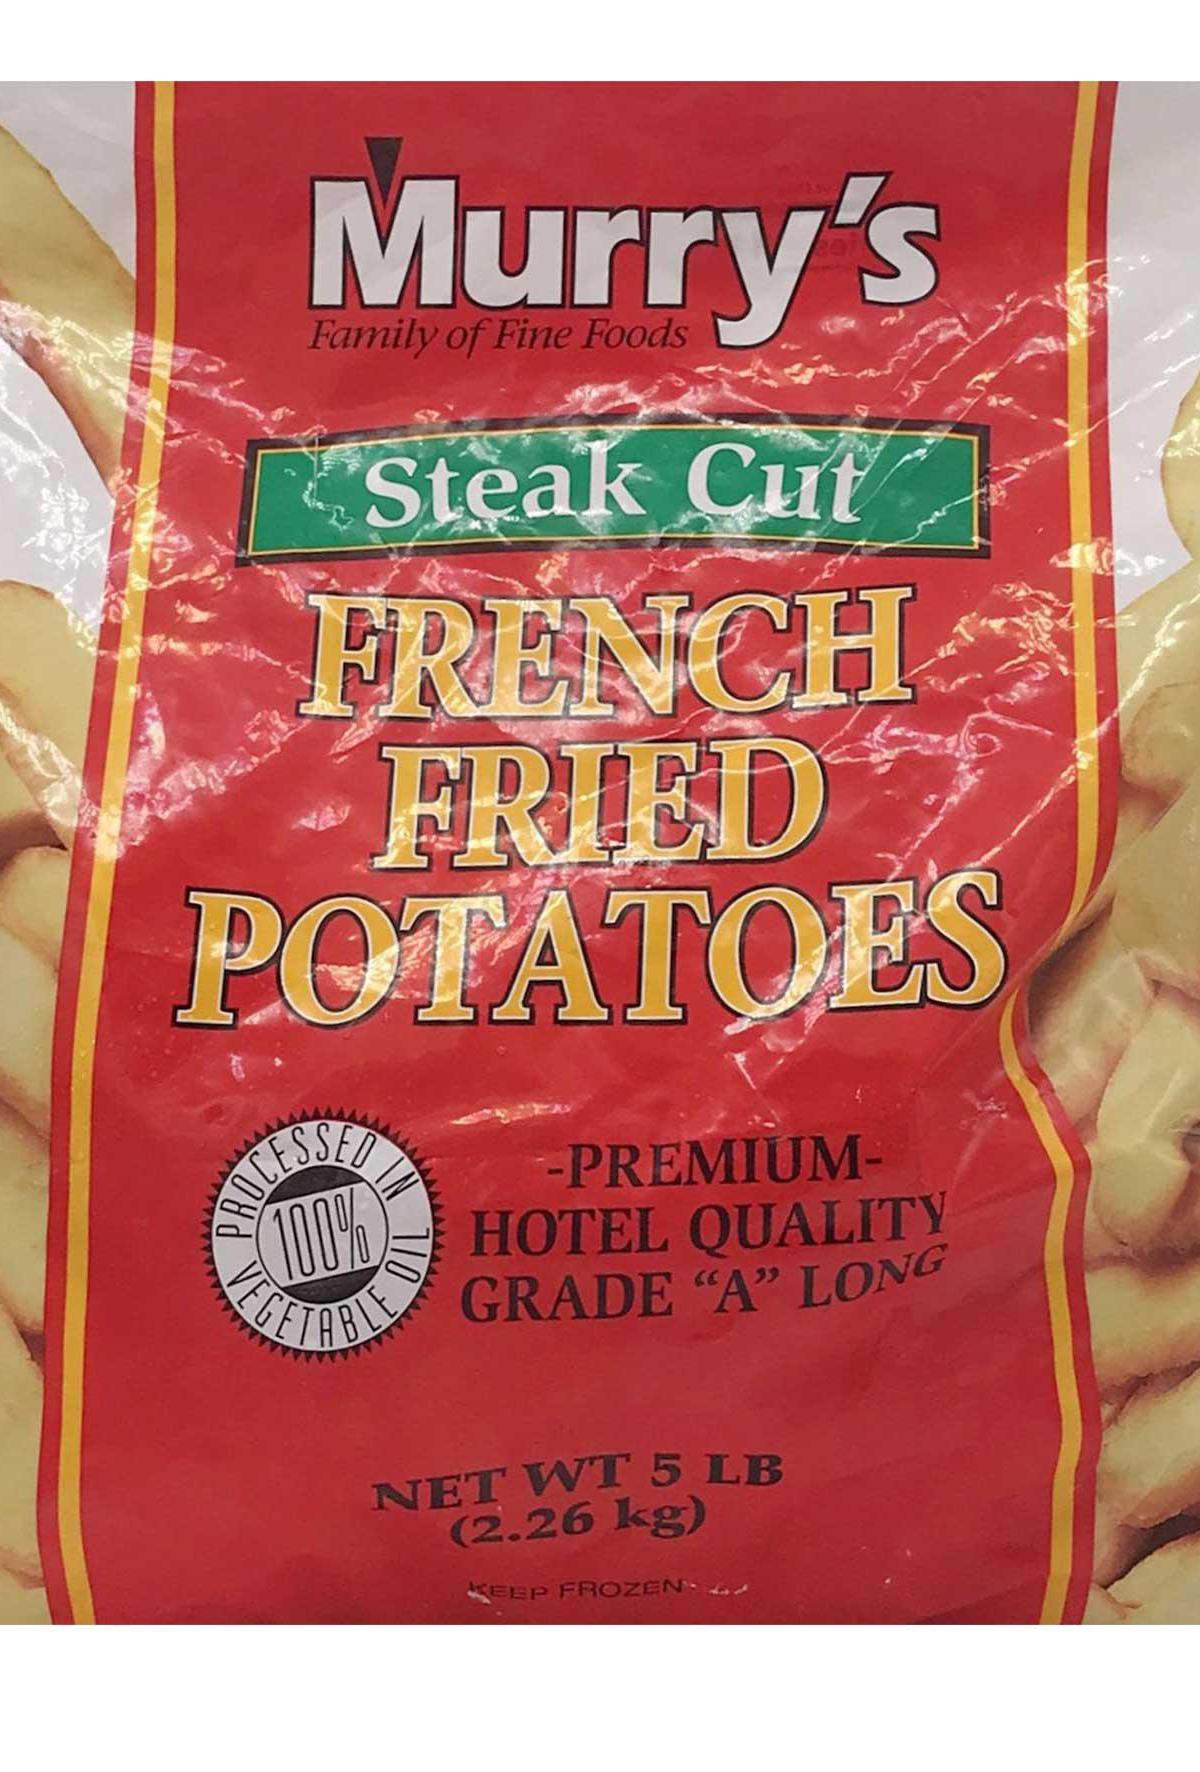 Murry's
Family of Fine Foods
Steak Cut
FRENCH
FRIED
POTATOES
PROCESSED IN
100%
VEGETABLE OIL
-PREMIUM-
HOTEL QUALITY
GRADE “A” LONG
NET WT 5 LB
(2.26 kg)
KEEP FROZEN